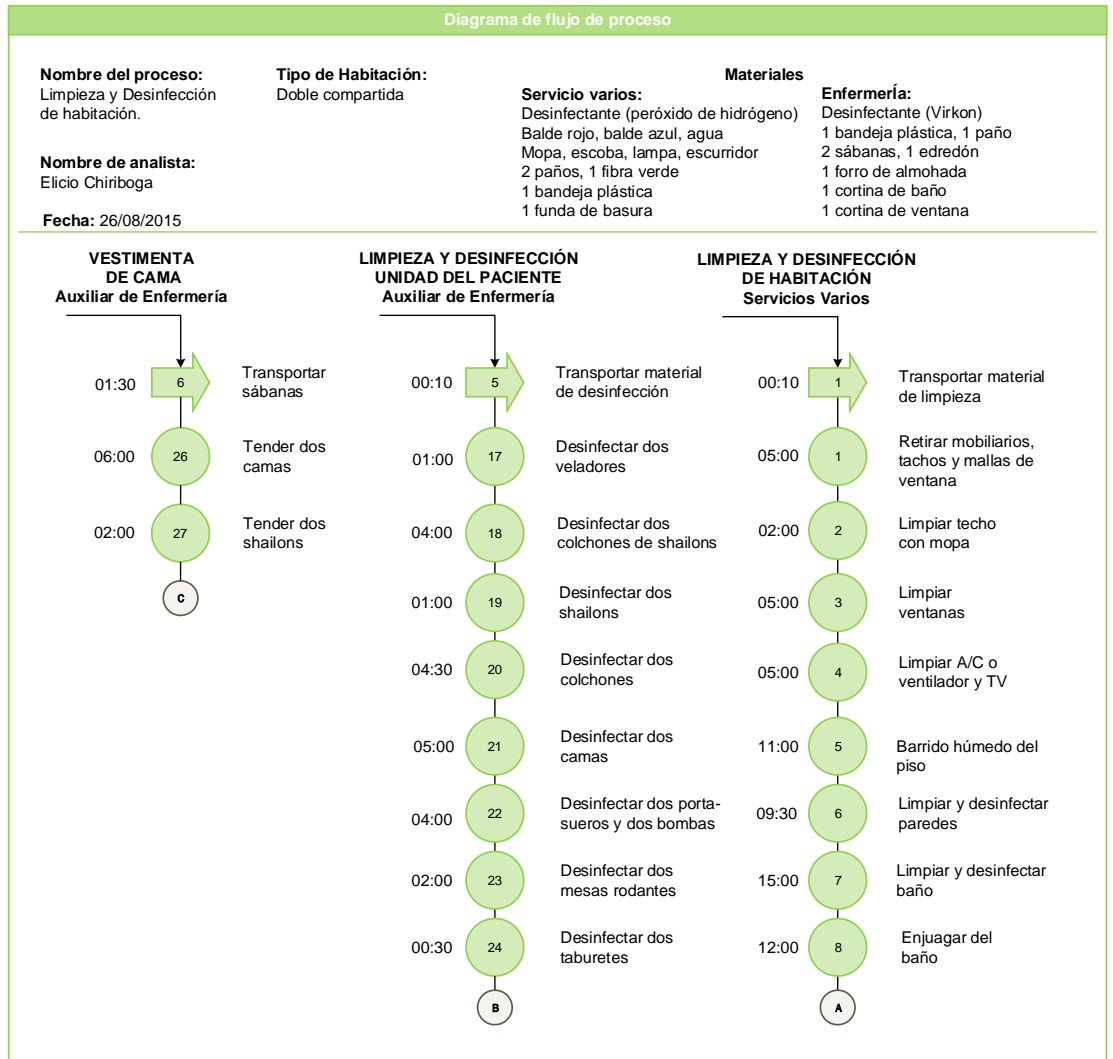 Diagrama de flujo de proceso
Nombre del proceso:
Limpieza y Desinfección
de habitación.
Nombre de analista:
Elicio Chiriboga
Fecha: 26/08/2015
Tipo de Habitación:
Doble compartida
Materiales
Servicio varios:
Desinfectante (peróxido de hidrógeno)
Balde rojo, balde azul, agua
Mopa, escoba, lampa, escurridor
2 paños, 1 fibra verde
1 bandeja plástica
1 funda de basura
Enfermería:
Desinfectante (Virkon)
1 bandeja plástica, 1 paño
2 sábanas, 1 edredón
1 forro de almohada
1 cortina de baño
1 cortina de ventana
VESTIMENTA
DE CAMA
Auxiliar de Enfermería
01:30
6
Transportar
sábanas
06:00
26
Tender dos
camas
02:00
27
Tender dos
shailons
C
LIMPIEZA Y DESINFECCIÓN
UNIDAD DEL PACIENTE
Auxiliar de Enfermería
00:10
5
Transportar material
de desinfección
01:00
17
Desinfectar dos
veladores
04:00
18
Desinfectar dos
colchones de shailons
01:00
19
Desinfectar dos
shailons
04:30
20
Desinfectar dos
colchones
05:00
21
Desinfectar dos
camas
04:00
22
Desinfectar dos porta-
sueros y dos bombas
02:00
23
Desinfectar dos
mesas rodantes
00:30
24
Desinfectar dos
taburetes
B
LIMPIEZA Y DESINFECCIÓN
DE HABITACIÓN
Servicios Varios
00:10
1
Transportar material
de limpieza
05:00
1
Retirar mobiliarios,
tachos y mallas de
ventana
02:00
2
Limpiar techo
con mopa
05:00
3
Limpiar
ventanas
05:00
4
Limpiar A/C o
ventilador y TV
11:00
5
Barrido húmedo del
piso
09:30
6
Limpiar y desinfectar
paredes
15:00
7
Limpiar y desinfectar
baño
12:00
8
Enjuagar del
baño
A